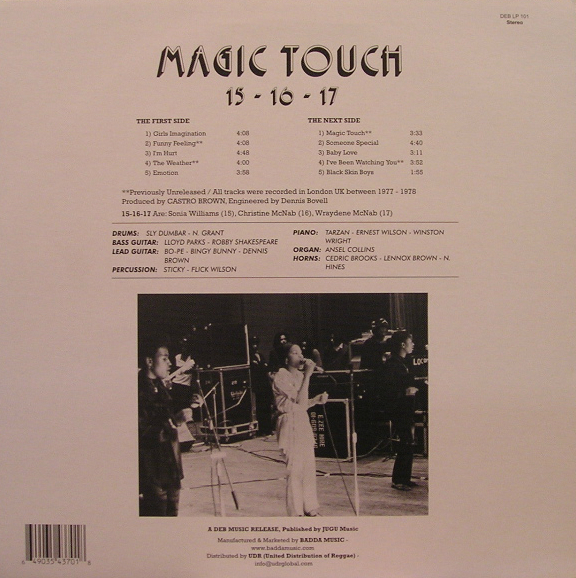 DEB LP 101
Stereo
MAGIC TOUCH
15 - 16 - 17
THE FIRST SIDE
1) Girls Imagination 4:08
2) Funny Feeling** 4:08
3) I'm Hurt 4:48
4) The Weather** 4:00
5) Emotion 3:58
THE NEXT SIDE
1) Magic Touch** 3:33
2) Someone Special 4:40
3) Baby Love 3:11
4) I've Been Watching You** 3:52
5) Black Skin Boys 1:55
**Previously Unreleased / All tracks were recorded in London UK between 1977 - 1978
Produced by CASTRO BROWN, Engineered by Dennis Bovell
15-16-17 Are: Sonia Williams (15), Christine McNab (16), Wraydene McNab (17)
DRUMS: SLY DUMBAR - N. GRANT
BASS GUITAR: LLOYD PARKS - ROBBY SHAKESPEARE
LEAD GUITAR: BO-PE - BINGY BUNNY - DENNIS
BROWN
PERCUSSION: STICKY - FLICK WILSON
PIANO: TARZAN - ERNEST WILSON - WINSTON
WRIGHT
ORGAN: ANSEL COLLINS
HORNS: CEDRIC BROOKS - LENNOX BROWN - N.
HINES
A DEB MUSIC RELEASE, Published by JUGU Music
Manufactured & Marketed by BADDA MUSIC -
www.baddamusic.com
Distributed by UDR (United Distribution of Reggae) -
info@udrglobal.com
6 49035 43701 8